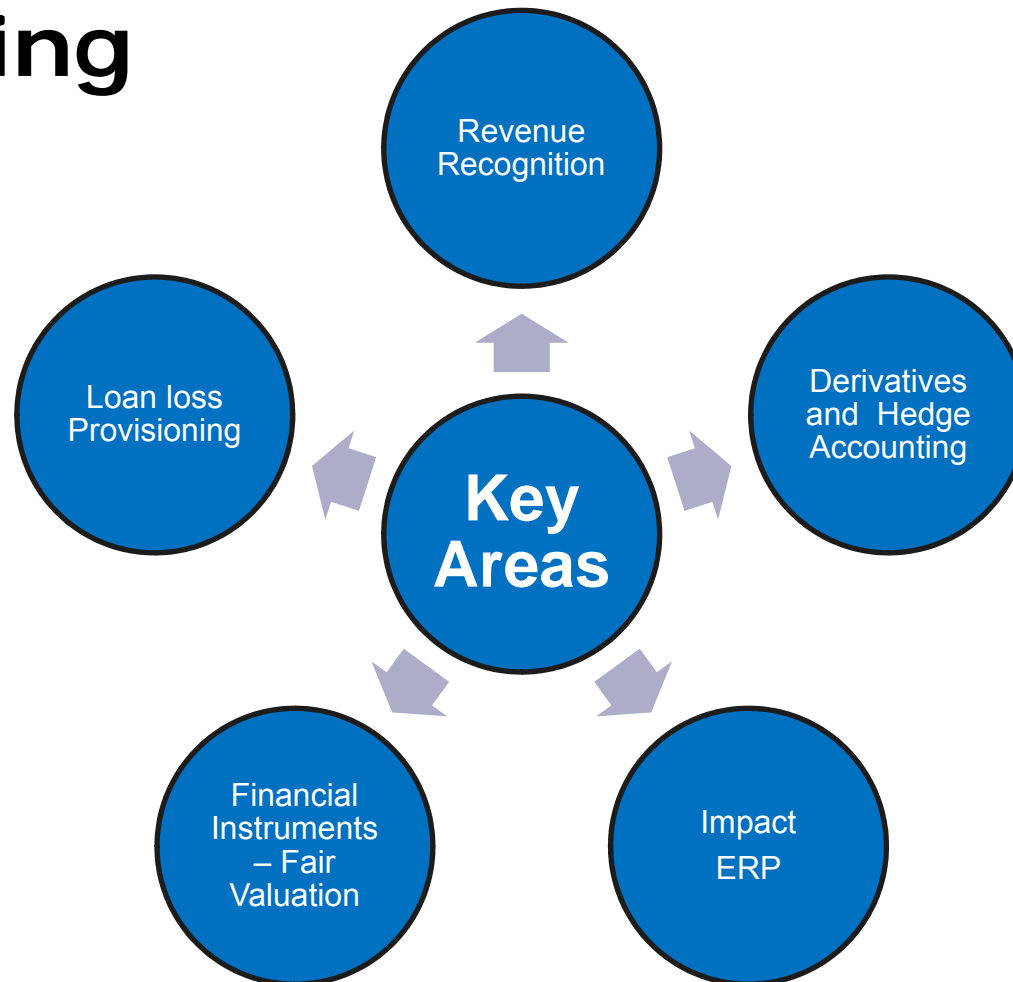 ing
Revenue
Recognition
Loan loss
Provisioning
Derivatives
and Hedge
Accounting
Key
Areas
Financial
Instruments
– Fair
Valuation
Impact
ERP